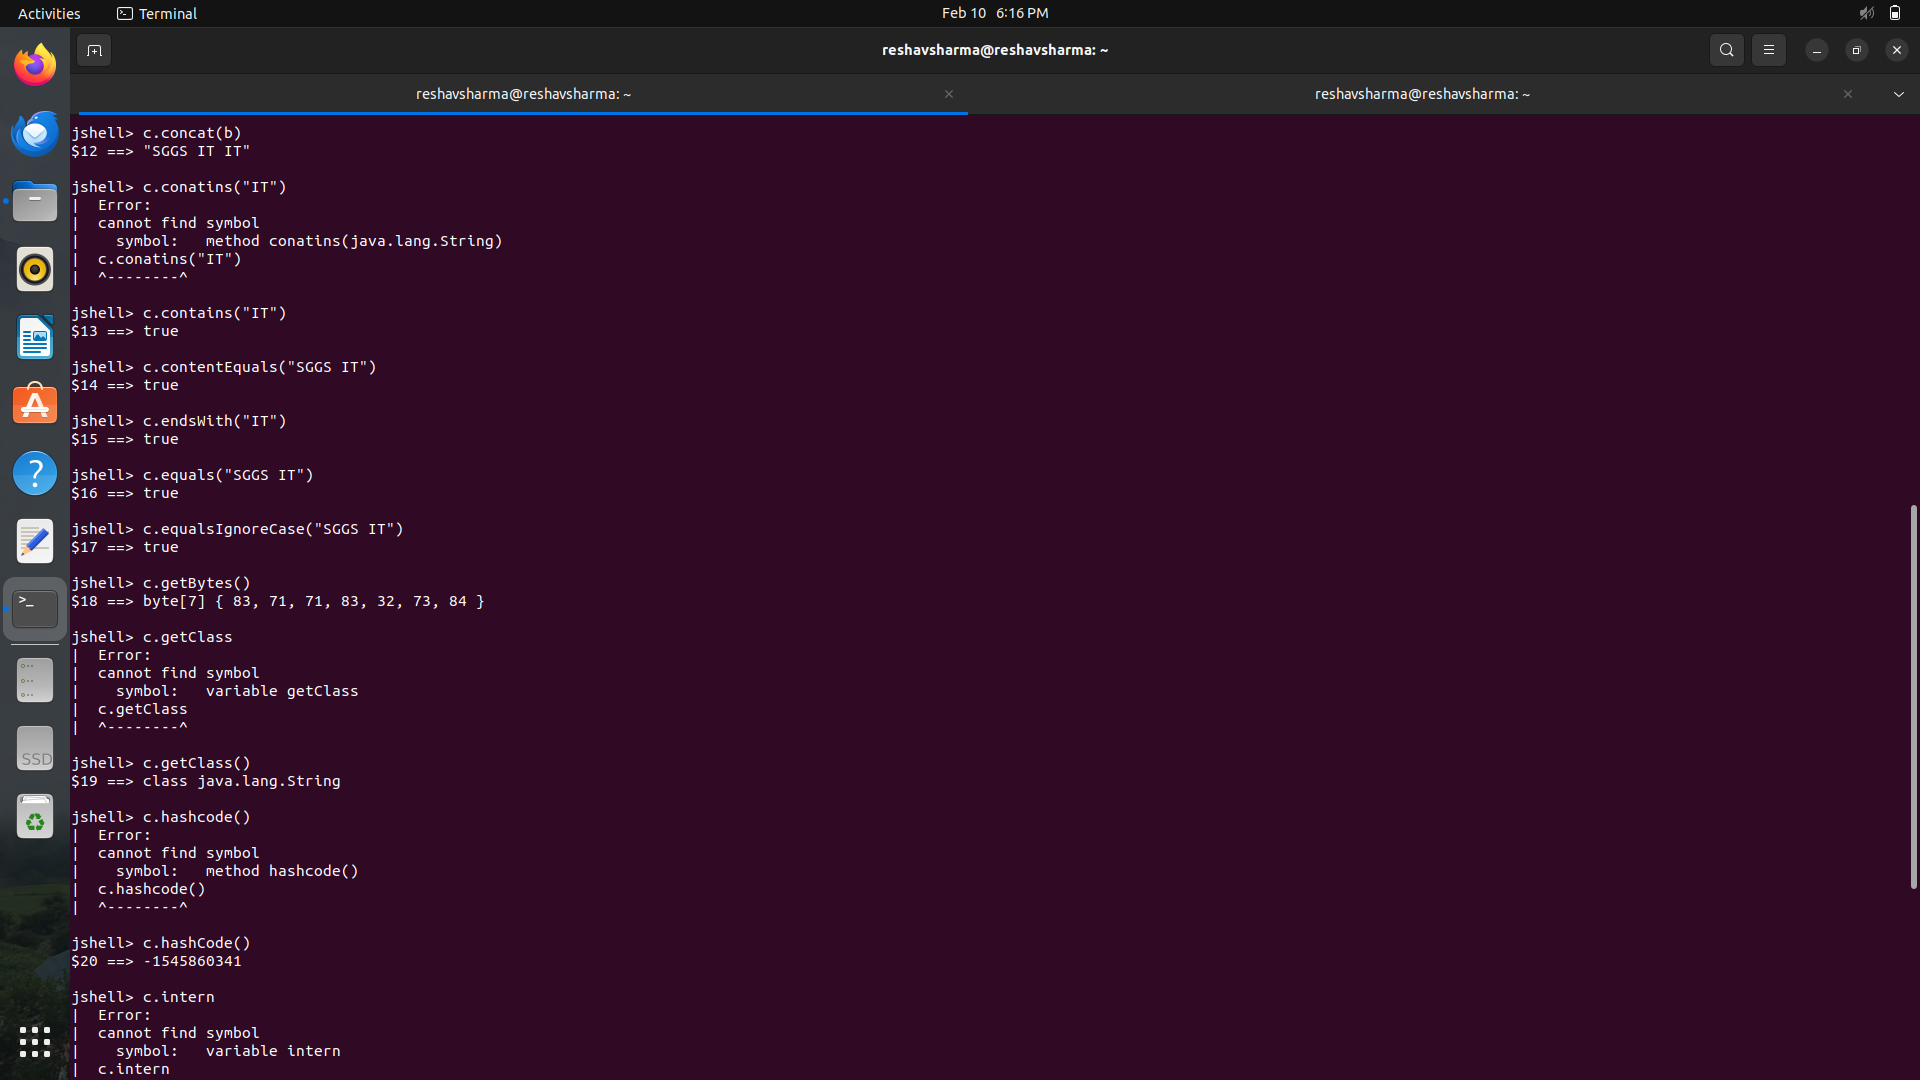 Activities
Terminal
Feb 10 6:16 PM
reshavsharma@reshavsharma: ~
reshavsharma@reshavsharma: ~
reshavsharma@reshavsharma: ~
jshell> c.concat(b)
$12 ==> "SGGS IT IT"
jshell> c.conatins("IT")
|  Error:
|  cannot find symbol
|    symbol:   method conatins(java.lang.String)
|  c.conatins("IT")
|  ^--------^
jshell> c.contains("IT")
$13 ==> true
jshell> c.contentEquals("SGGS IT")
$14 ==> true
jshell> c.endsWith("IT")
$15 ==> true
jshell> c.equals("SGGS IT")
$16 ==> true
jshell> c.equalsIgnoreCase("SGGS IT")
$17 ==> true
jshell> c.getBytes()
$18 ==> byte[7] { 83, 71, 71, 83, 32, 73, 84 }
jshell> c.getClass
|  Error:
|  cannot find symbol
|    symbol:   variable getClass
|  c.getClass
|  ^--------^
jshell> c.getClass()
$19 ==> class java.lang.String
jshell> c.hashcode()
|  Error:
|  cannot find symbol
|    symbol:   method hashcode()
|  c.hashcode()
|  ^--------^
jshell> c.hashCode()
$20 ==> -1545860341
jshell> c.intern
|  Error:
|  cannot find symbol
|    symbol:   variable intern
|  c.intern
SSD